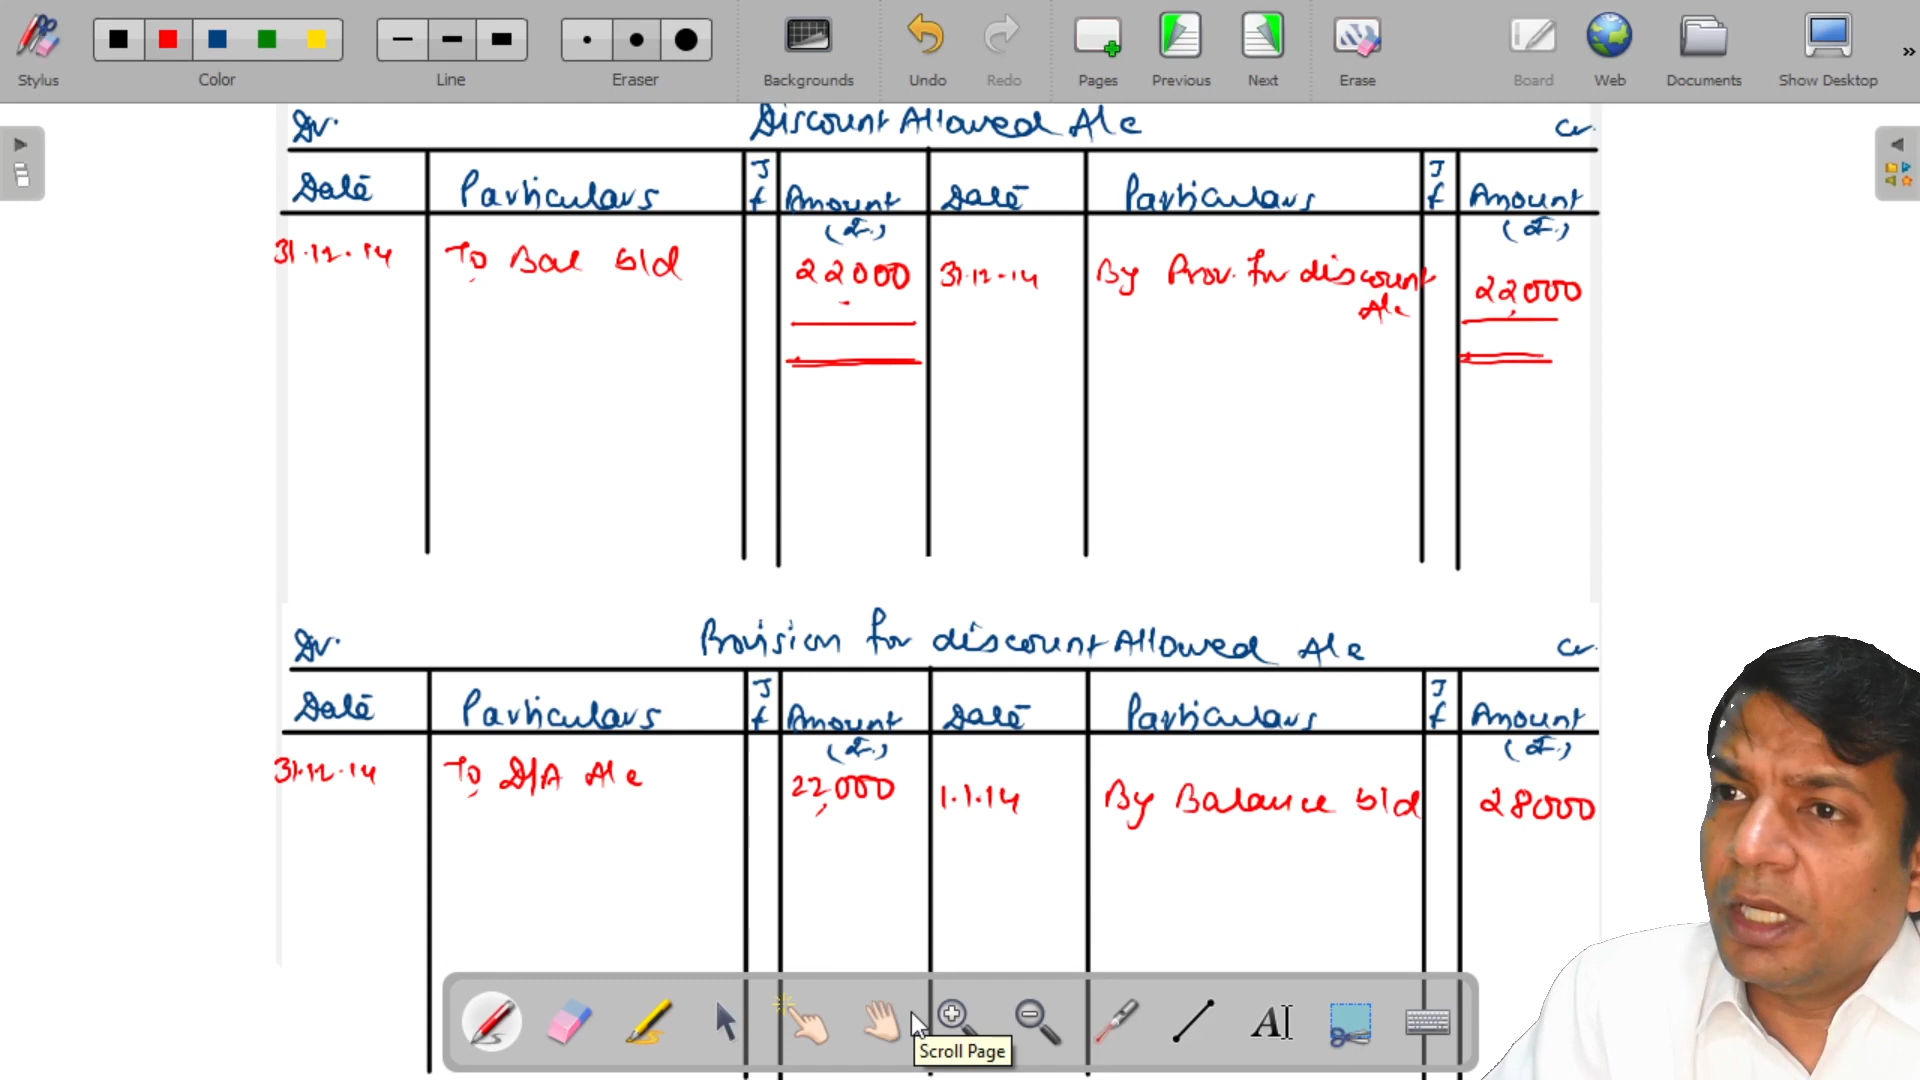 Stylus Color Line Eraser Backgrounds Undo Redo Pages Previous Next Erase Board Web Documents Show Desktop »
Dr. Discount Allowed A/c Cr.
Date Particulars J f Amount (₹.) Date Particulars J f Amount (₹.)
31.12.14 To Bal b/d 22000 31.12.14 By Prov. for discount A/c 22000
Dr. Provision for discount Allowed A/c Cr.
Date Particulars J f Amount (₹.) Date Particulars J f Amount (₹.)
31.12.14 To D/A A/c 22,000 1.1.14 By Balance b/d 28000
AI
Scroll Page